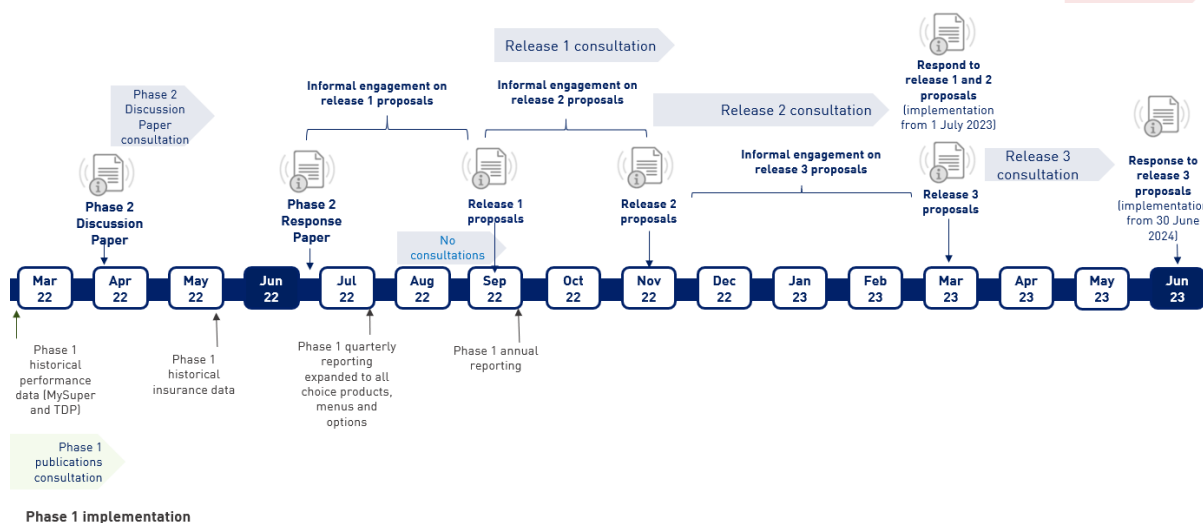 Release 1 consultation
Phase 2
Discussion
Paper
consultation
Informal engagement on
release 1 proposals
Informal engagement on
release 2 proposals
Release 2 consultation
Respond to
release 1 and 2
proposals
(implementation
from 1 July 2023)
Phase 2
Discussion
Paper
Phase 2
Response
Paper
Release 1
proposals
Release 2
proposals
Informal engagement on
release 3 proposals
Release 3
proposals
Release 3
consultation
Response to
release 3
proposals
(implementation
from 30 June
2024)
No
consultations
Mar
22
Apr
22
May
22
Jun
22
Jul
22
Aug
22
Sep
22
Oct
22
Nov
22
Dec
22
Jan
23
Feb
23
Mar
23
Apr
23
May
23
Jun
23
Phase 1
historical
performance
data (MySuper
and TDP)
Phase 1
historical
insurance data
Phase 1 quarterly
reporting
expanded to all
choice products,
menus and
options
Phase 1 annual
reporting
Phase 1
publications
consultation
Phase 1 implementation